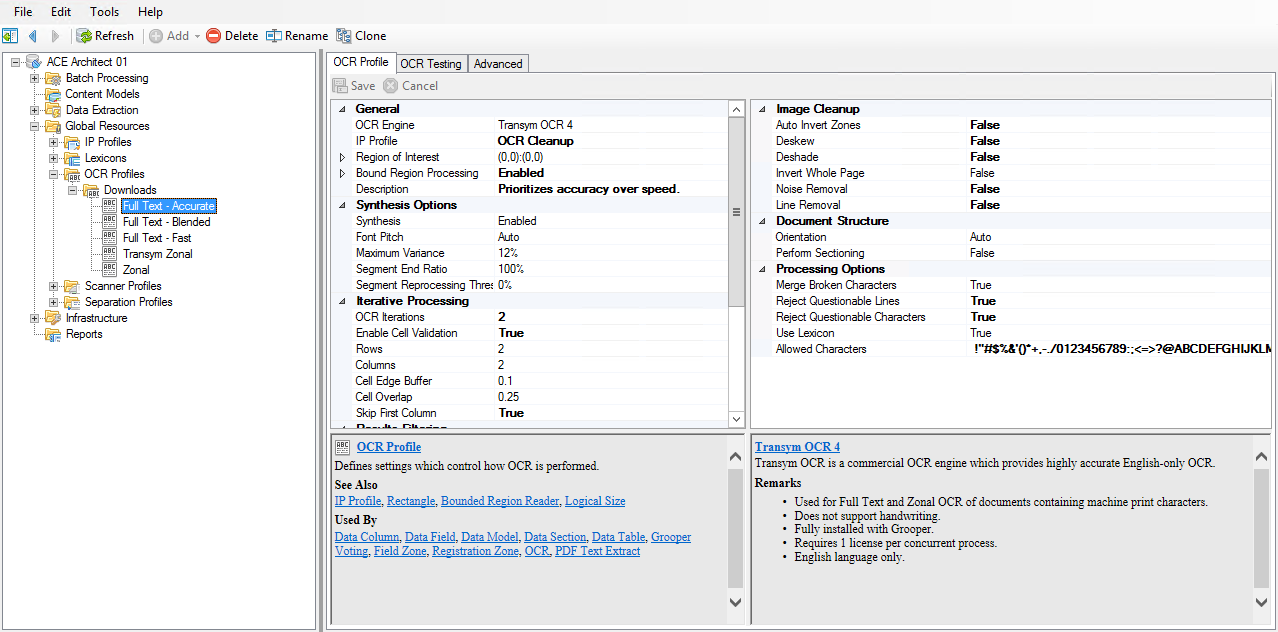 File Edit Tools Help
Refresh Add Delete Rename Clone
ACE Architect 01
Batch Processing
Content Models
Data Extraction
Global Resources
IP Profiles
Lexicons
OCR Profiles
Downloads
Full Text - Accurate
Full Text - Blended
Full Text - Fast
Transym Zonal
Zonal
Scanner Profiles
Separation Profiles
Infrastructure
Reports
OCR Profile OCR Testing Advanced
Save Cancel
General
OCR Engine Transym OCR 4
IP Profile OCR Cleanup
Region of Interest (0,0):(0,0)
Bound Region Processing Enabled
Description Prioritizes accuracy over speed.
Synthesis Options
Synthesis Enabled
Font Pitch Auto
Maximum Variance 12%
Segment End Ratio 100%
Segment Reprocessing Thres 0%
Iterative Processing
OCR Iterations 2
Enable Cell Validation True
Rows 2
Columns 2
Cell Edge Buffer 0.1
Cell Overlap 0.25
Skip First Column True
Results Filtering
Image Cleanup
Auto Invert Zones False
Deskew False
Deshade False
Invert Whole Page False
Noise Removal False
Line Removal False
Document Structure
Orientation Auto
Perform Sectioning False
Processing Options
Merge Broken Characters True
Reject Questionable Lines True
Reject Questionable Characters True
Use Lexicon True
Allowed Characters !"#$%&'()*+,-./0123456789:;<=>?@ABCDEFGHIJKLM
OCR Profile
Defines settings which control how OCR is performed.
See Also
IP Profile, Rectangle, Bounded Region Reader, Logical Size
Used By
Data Column, Data Field, Data Model, Data Section, Data Table, Grooper
Voting, Field Zone, Registration Zone, OCR, PDF Text Extract
Transym OCR 4
Transym OCR is a commercial OCR engine which provides highly accurate English-only OCR.
Remarks
• Used for Full Text and Zonal OCR of documents containing machine print characters.
• Does not support handwriting.
• Fully installed with Grooper.
• Requires 1 license per concurrent process.
• English language only.